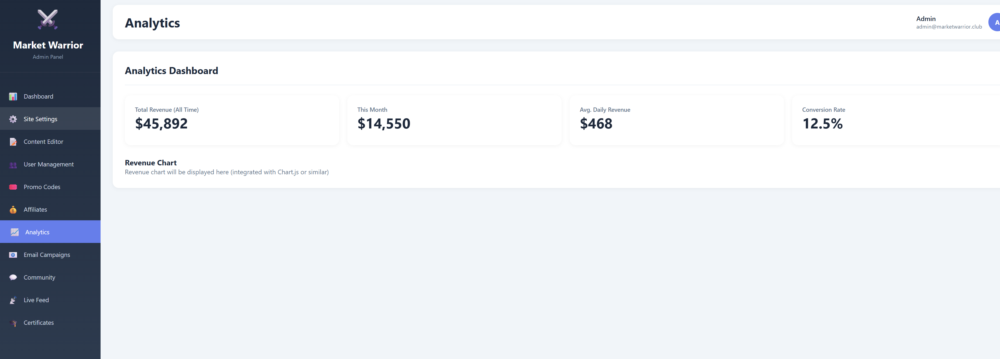 Market Warrior
Admin Panel
Dashboard
Site Settings
Content Editor
User Management
Promo Codes
Affiliates
Analytics
Email Campaigns
Community
Live Feed
Certificates
Analytics
Admin
admin@marketwarrior.club
A
Analytics Dashboard
Total Revenue (All Time)
$45,892
This Month
$14,550
Avg. Daily Revenue
$468
Conversion Rate
12.5%
Revenue Chart
Revenue chart will be displayed here (integrated with Chart.js or similar)